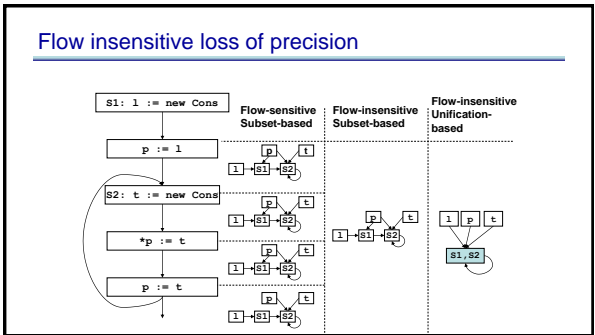 Flow insensitive loss of precision
S1: l := new Cons
p := l
S2: t := new Cons
*p := t
p := t
Flow-sensitive
Subset-based
Flow-insensitive
Subset-based
Flow-insensitive
Unification-
based
p t
l S1 S2
p t
l S1 S2
p t
l S1 S2
p t
l S1 S2
p t
l S1 S2
l p t
S1,S2